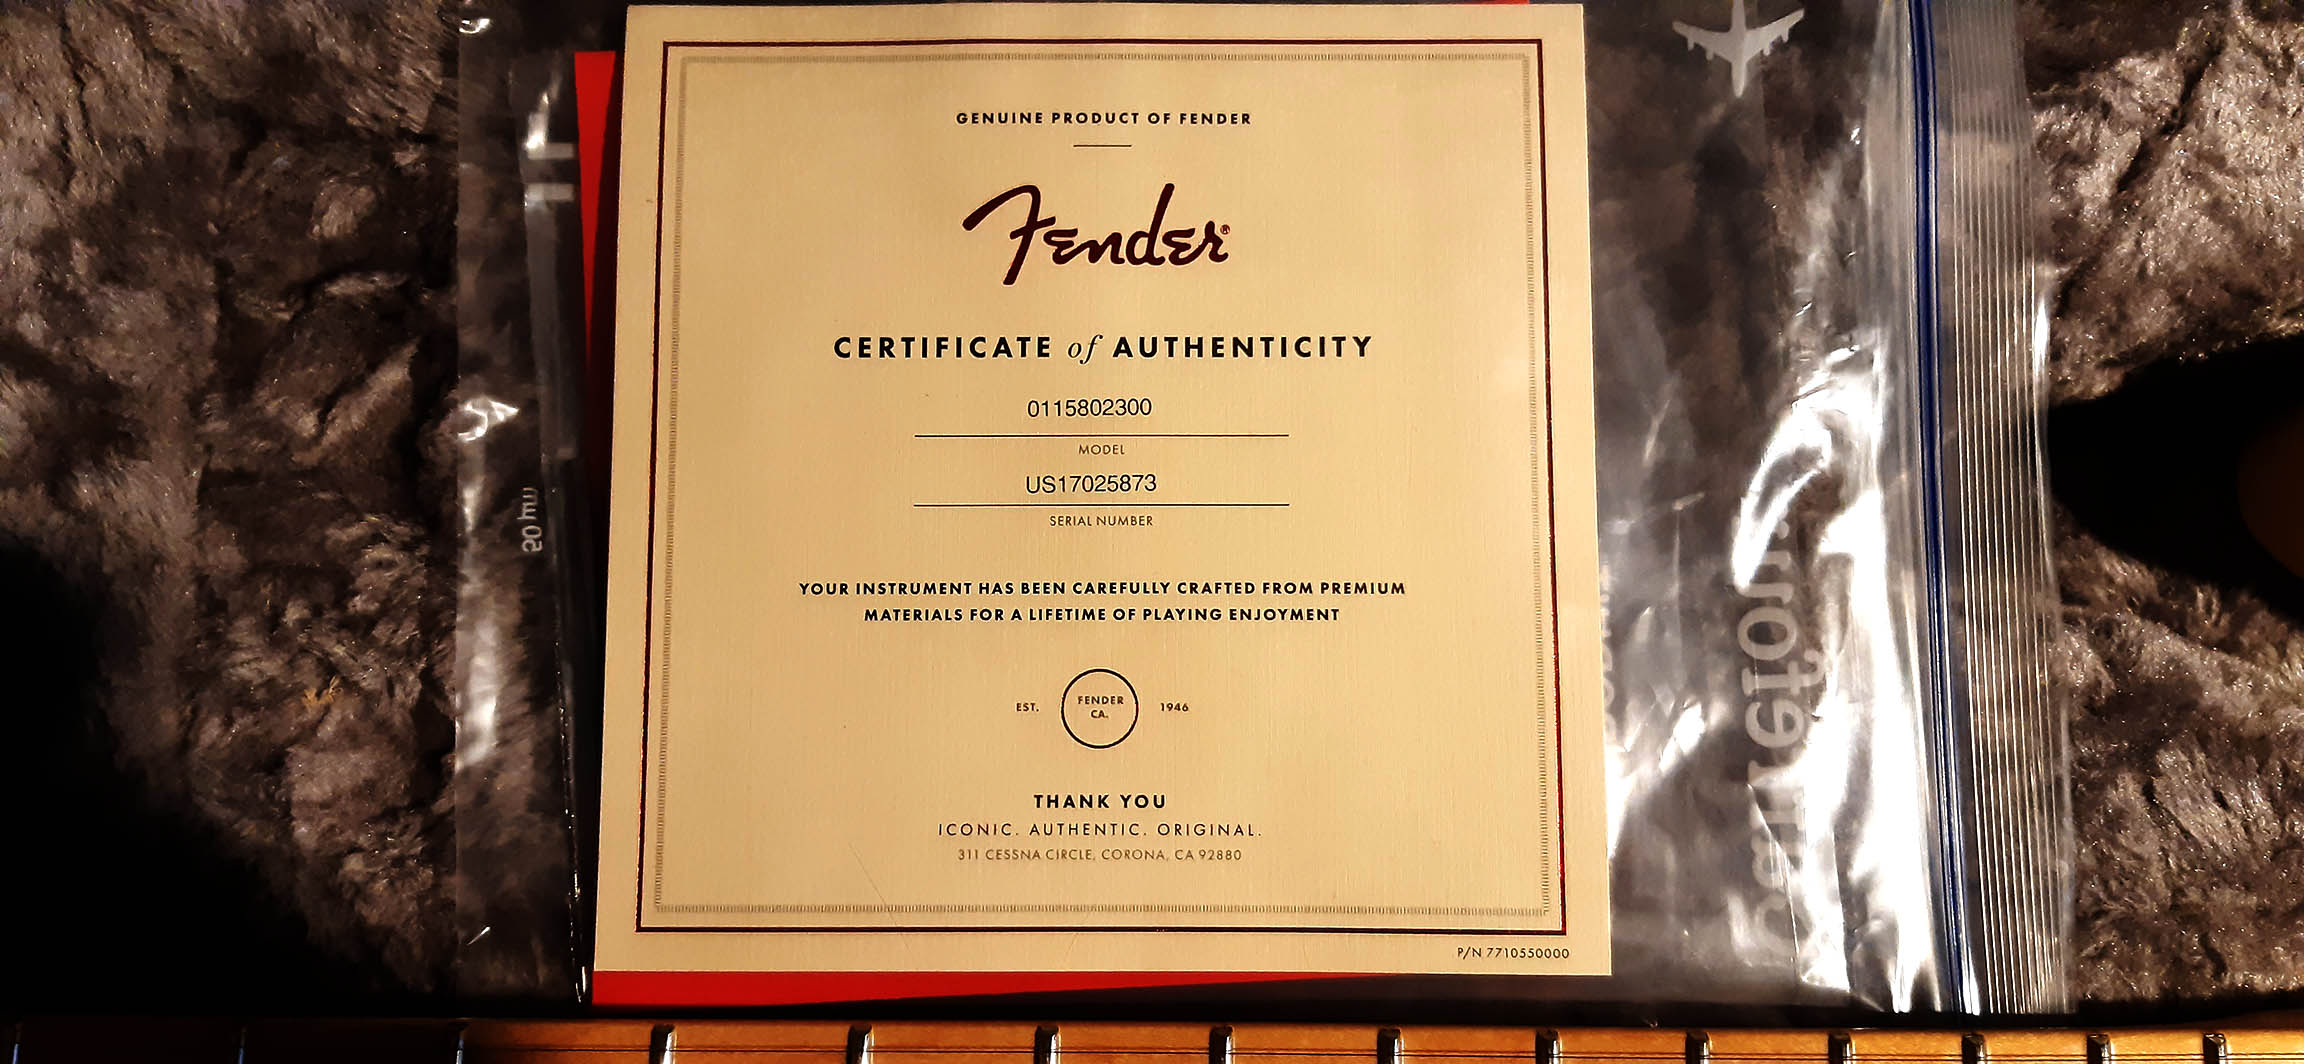 GENUINE PRODUCT OF FENDER
Fender®
CERTIFICATE of AUTHENTICITY
0115802300
MODEL
US17025873
SERIAL NUMBER
YOUR INSTRUMENT HAS BEEN CAREFULLY CRAFTED FROM PREMIUM
MATERIALS FOR A LIFETIME OF PLAYING ENJOYMENT
EST. FENDER CA. 1946
THANK YOU
ICONIC. AUTHENTIC. ORIGINAL.
311 CESSNA CIRCLE, CORONA, CA 92880
P/N 7710550000
50 mm